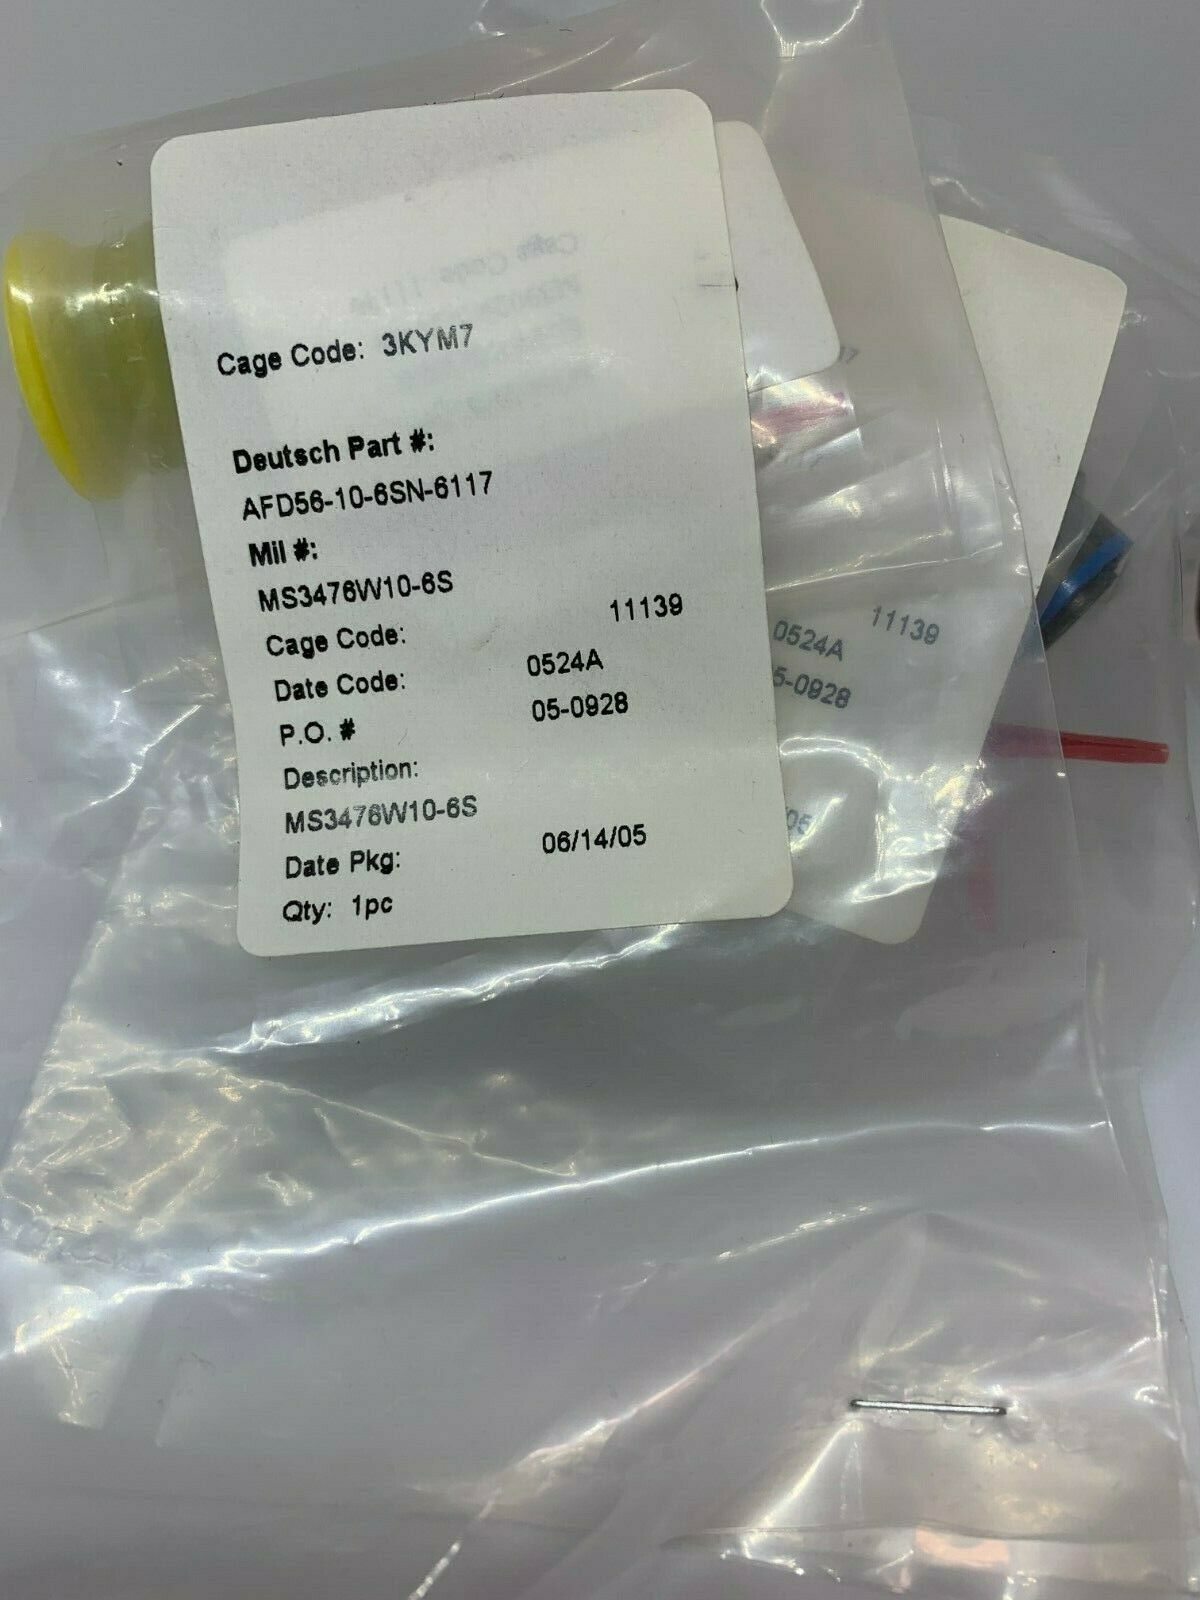 Cage Code: 3KYM7
Deutsch Part #:
AFD56-10-6SN-6117
Mil #:
MS3476W10-6S
Cage Code: 11139
Date Code: 0524A
P.O. # 05-0928
Description:
MS3476W10-6S
Date Pkg: 06/14/05
Qty: 1pc
11139
0524A
5-0928